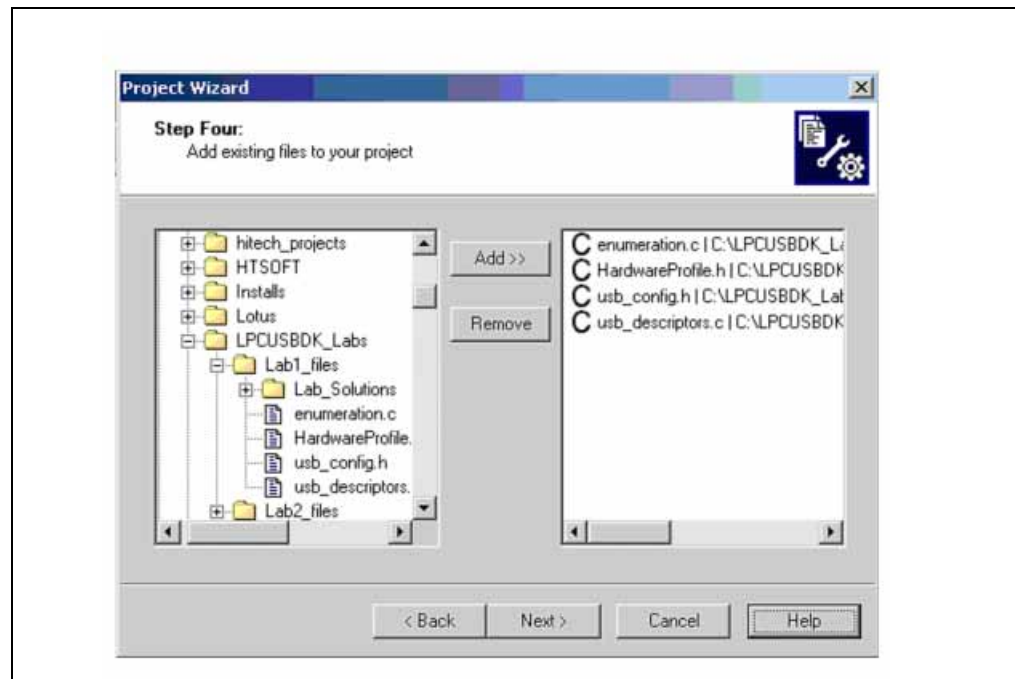 Project Wizard
Step Four:
Add existing files to your project
hitech_projects
HTSOFT
Installs
Lotus
LPCUSBDK_Labs
Lab1_files
Lab_Solutions
enumeration.c
HardwareProfile.
usb_config.h
usb_descriptors.
Lab2_files
Add >>
Remove
C enumeration.c | C:\LPCUSBDK_La
C HardwareProfile.h | C:\LPCUSBDK
C usb_config.h | C:\LPCUSBDK_Lab
C usb_descriptors.c | C:\LPCUSBDK
< Back
Next >
Cancel
Help